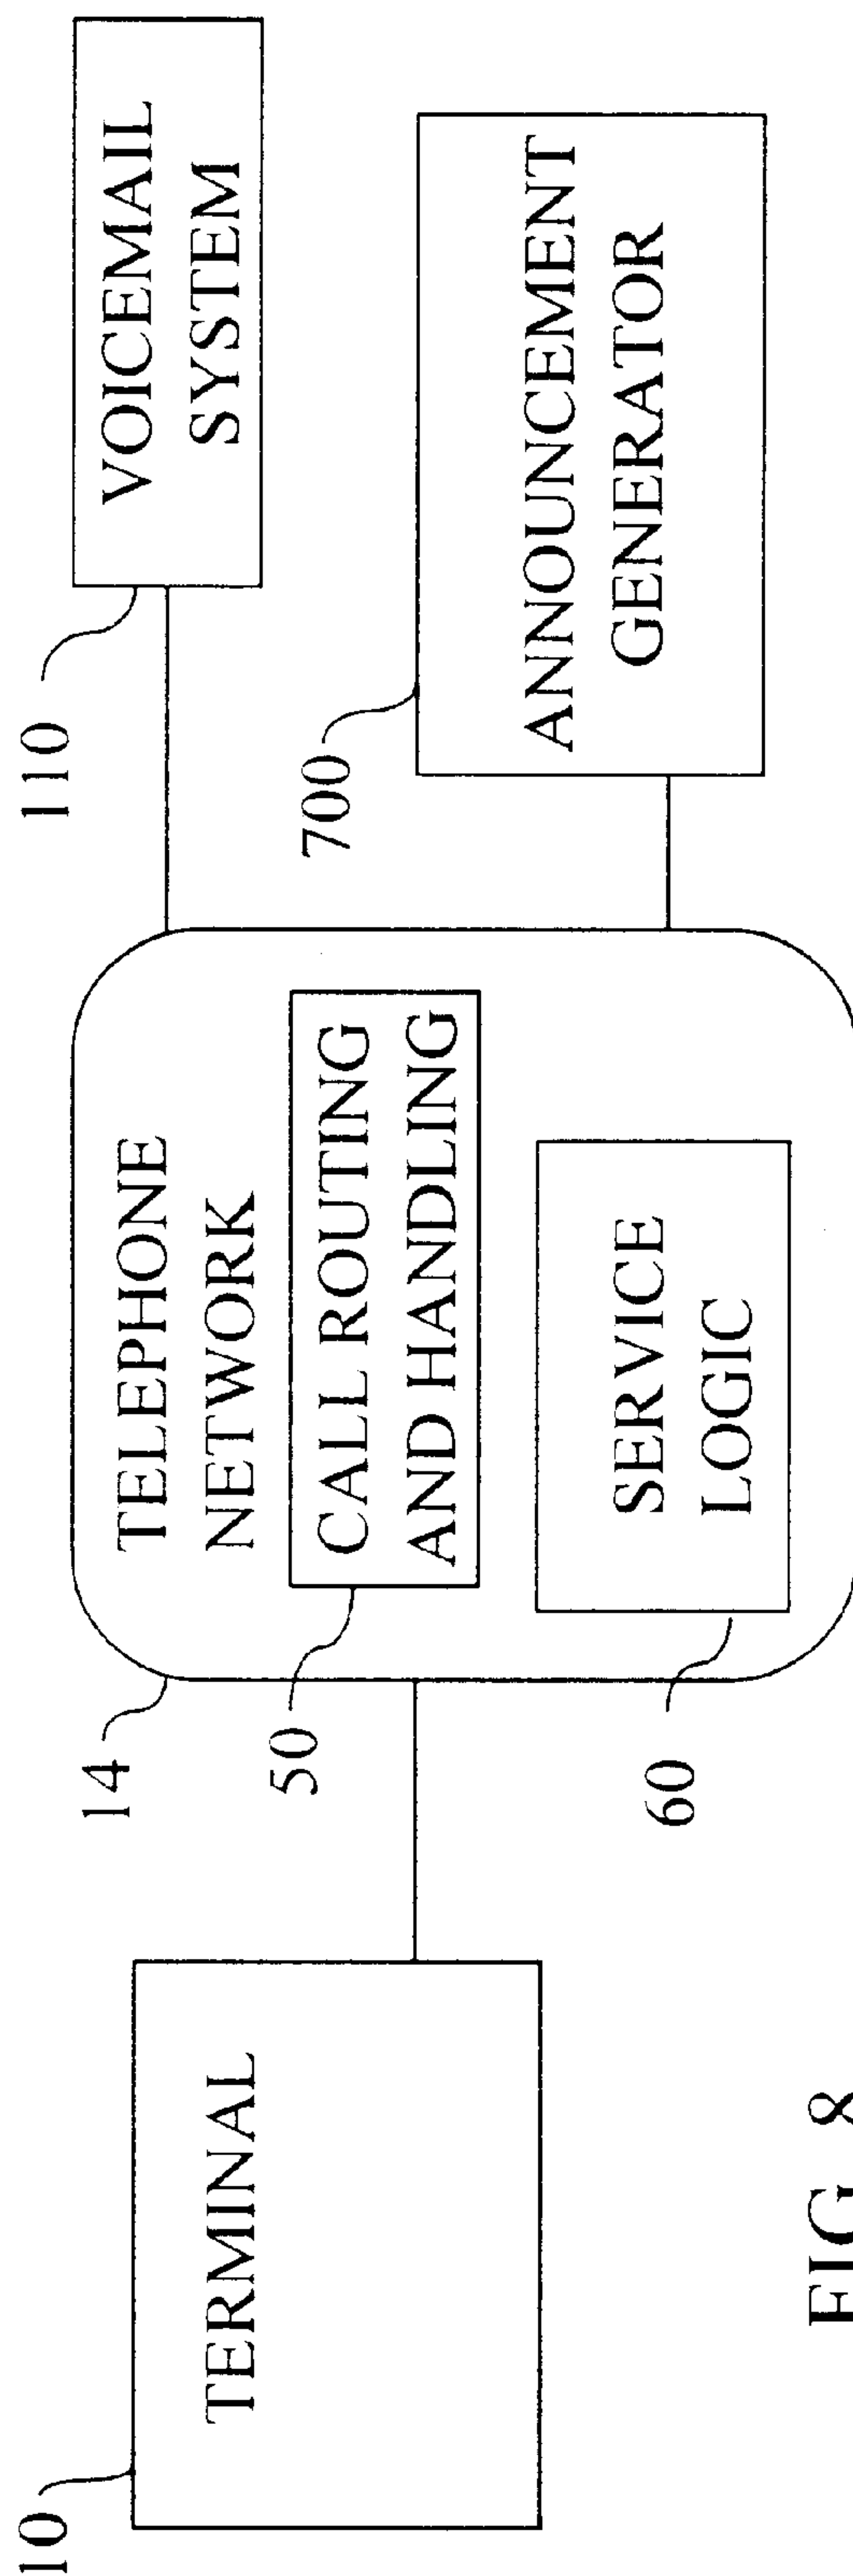 10
TERMINAL
14
TELEPHONE
NETWORK
50
CALL ROUTING
AND HANDLING
60
SERVICE
LOGIC
110
VOICEMAIL
SYSTEM
700
ANNOUNCEMENT
GENERATOR
FIG 8